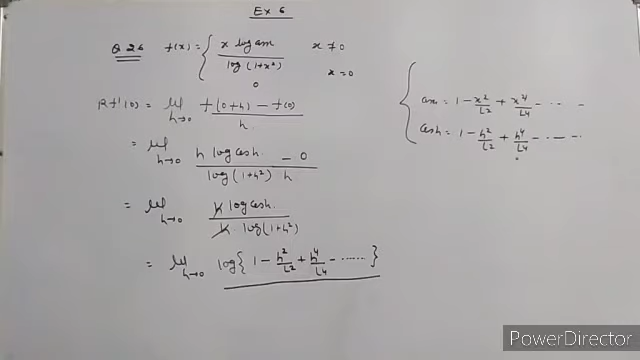 Ex 6
Q 26 f(x) = { x log cosx / log(1+x²) x ≠ 0
0 x = 0
Rf'(0) = lt h→0 f(0+h) - f(0) / h
= lt h→0 h log cosh - 0 / log(1+h²) h
= lt h→0 h log cosh / h · log(1+h²)
= lt h→0 log{ 1 - h²/L2 + h⁴/L4 - ...... }
cosx = 1 - x²/L2 + x⁴/L4 - ... -
cosh = 1 - h²/L2 + h⁴/L4 - ... - ...
PowerDirector